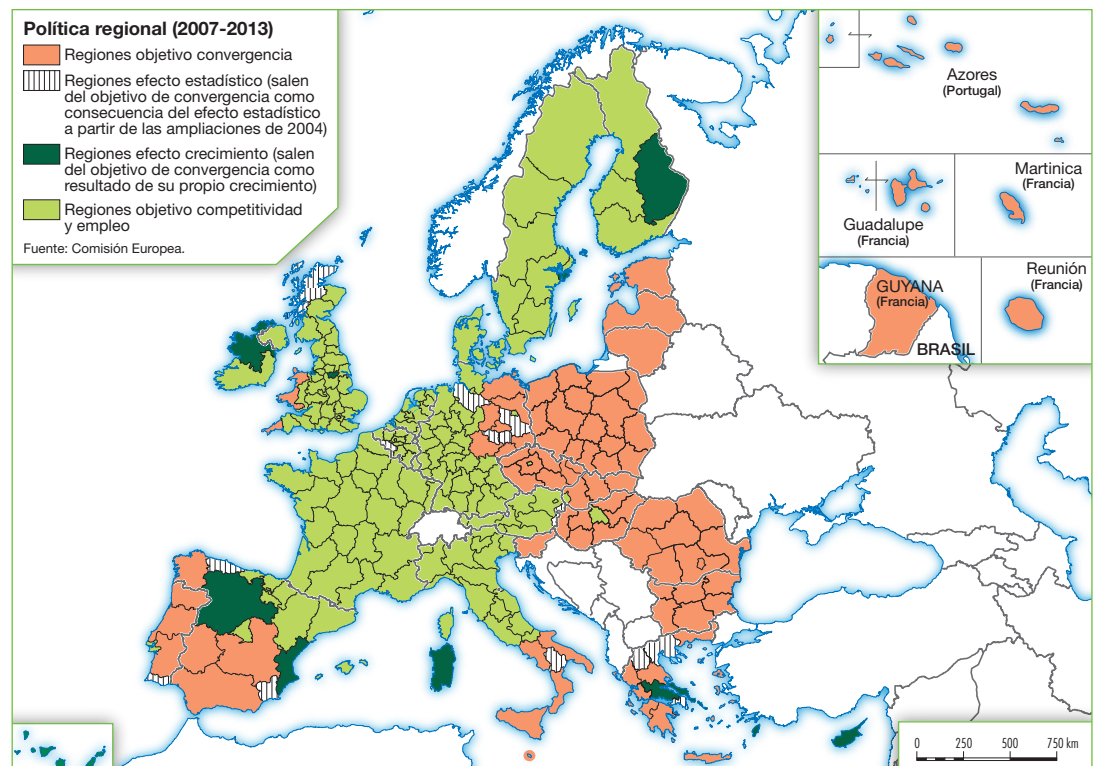 Política regional (2007-2013)
Regiones objetivo convergencia
Regiones efecto estadístico (salen
del objetivo de convergencia como
consecuencia del efecto estadístico
a partir de las ampliaciones de 2004)
Regiones efecto crecimiento (salen
del objetivo de convergencia como
resultado de su propio crecimiento)
Regiones objetivo competitividad
y empleo
Fuente: Comisión Europea.
Azores
(Portugal)
Guadalupe
(Francia)
Martinica
(Francia)
GUYANA
(Francia)
BRASIL
Reunión
(Francia)
0 250 500 750 km